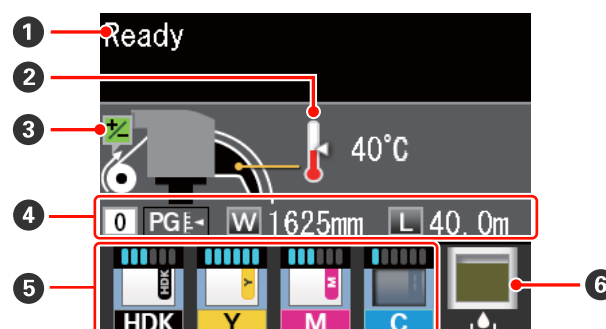 1 Ready
2
3 +/- 40°C
4 0 PG W 1625mm L 40.0m
5 HDK Y M 6
HDK Y M C